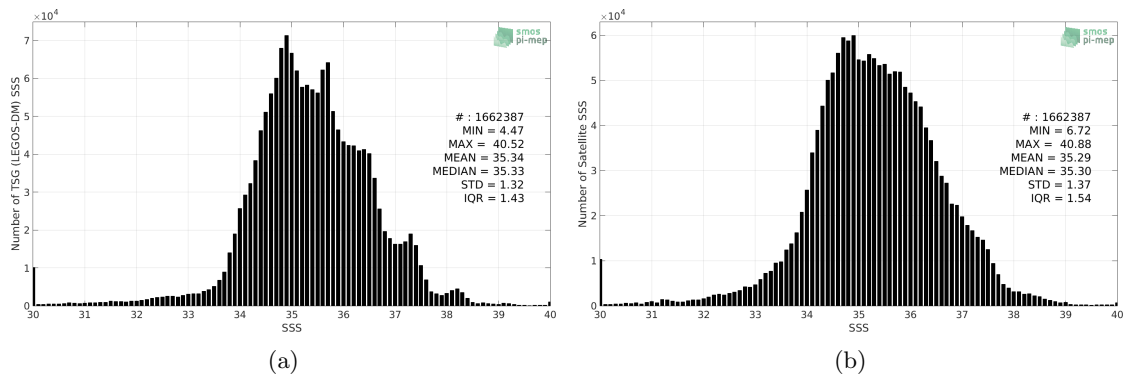 ×10⁴
7
6
5
4
3
2
1
0
Number of TSG (LEGOS-DM) SSS
smos
pi-mep
# : 1662387
MIN = 4.47
MAX = 40.52
MEAN = 35.34
MEDIAN = 35.33
STD = 1.32
IQR = 1.43
30 31 32 33 34 35 36 37 38 39 40
SSS
(a)
×10⁴
6
5
4
3
2
1
0
Number of Satellite SSS
smos
pi-mep
# : 1662387
MIN = 6.72
MAX = 40.88
MEAN = 35.29
MEDIAN = 35.30
STD = 1.37
IQR = 1.54
30 31 32 33 34 35 36 37 38 39 40
SSS
(b)